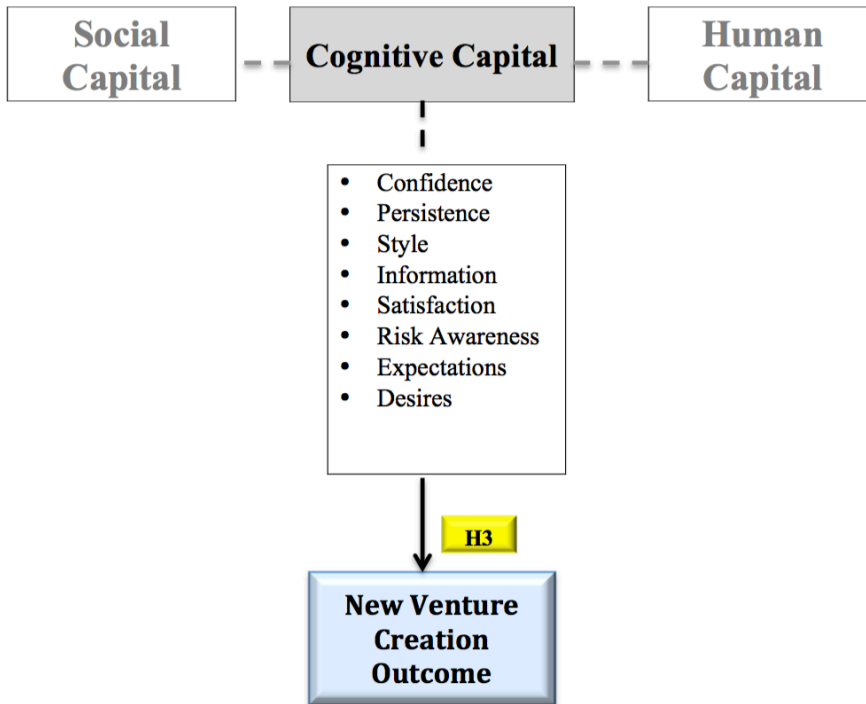 Social
Capital
Cognitive Capital
Human
Capital
• Confidence
• Persistence
• Style
• Information
• Satisfaction
• Risk Awareness
• Expectations
• Desires
H3
New Venture
Creation
Outcome